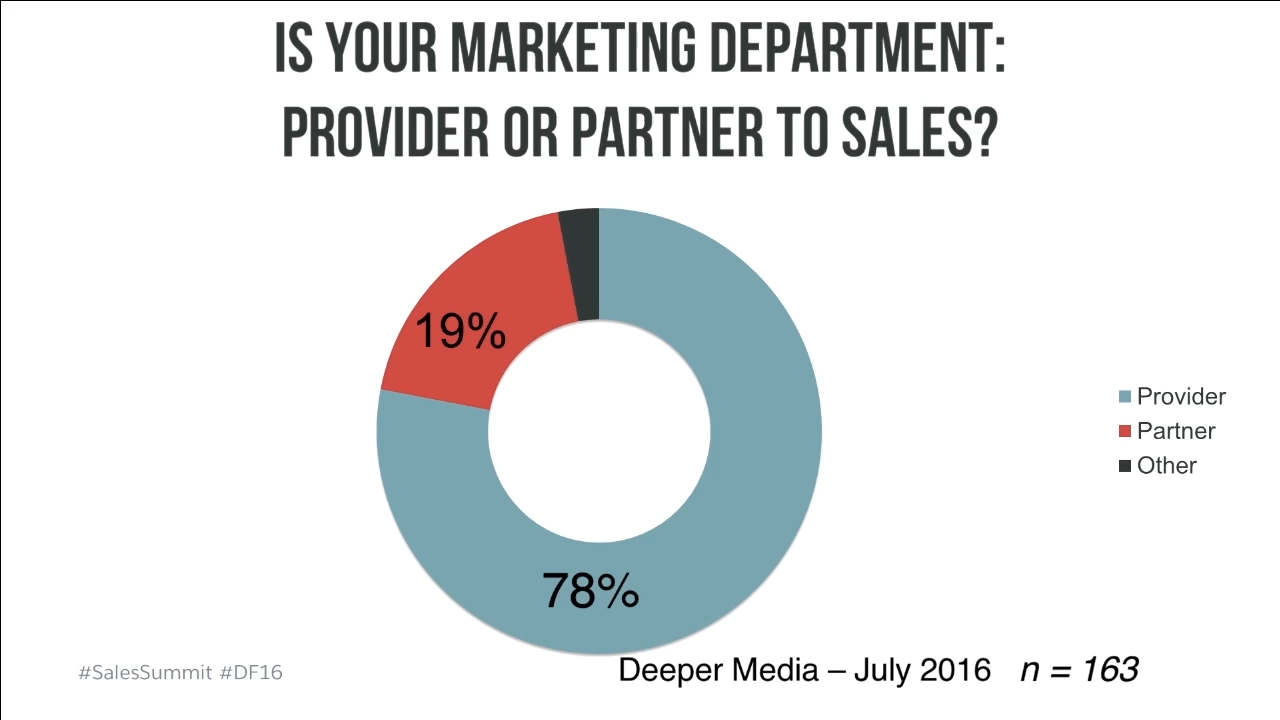 IS YOUR MARKETING DEPARTMENT:
PROVIDER OR PARTNER TO SALES?
19%
78%
Provider
Partner
Other
#SalesSummit #DF16
Deeper Media – July 2016 n = 163